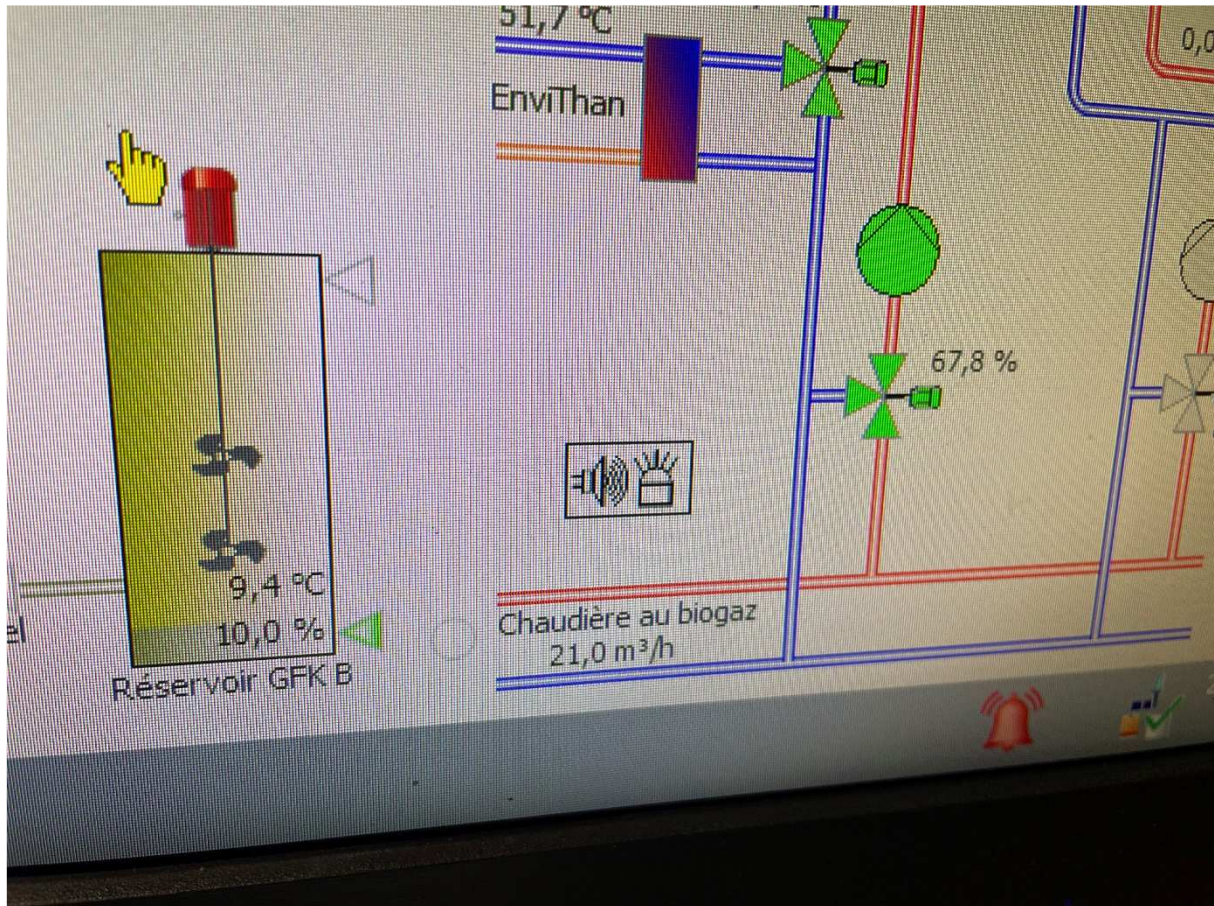 51,7 °C
EnviThan
67,8 %
9,4 °C
10,0 %
Réservoir GFK B
Chaudière au biogaz
21,0 m³/h